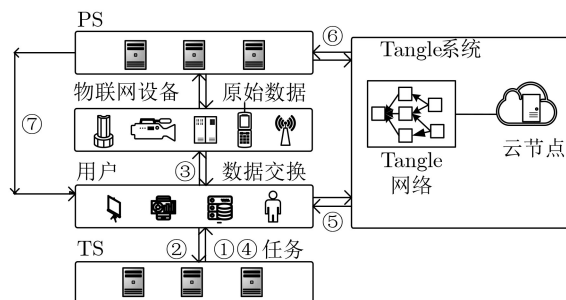 PS
⑥
Tangle系统
物联网设备
原始数据
⑦
云节点
Tangle
网络
③
用户
数据交换
⑤
②
①④任务
TS